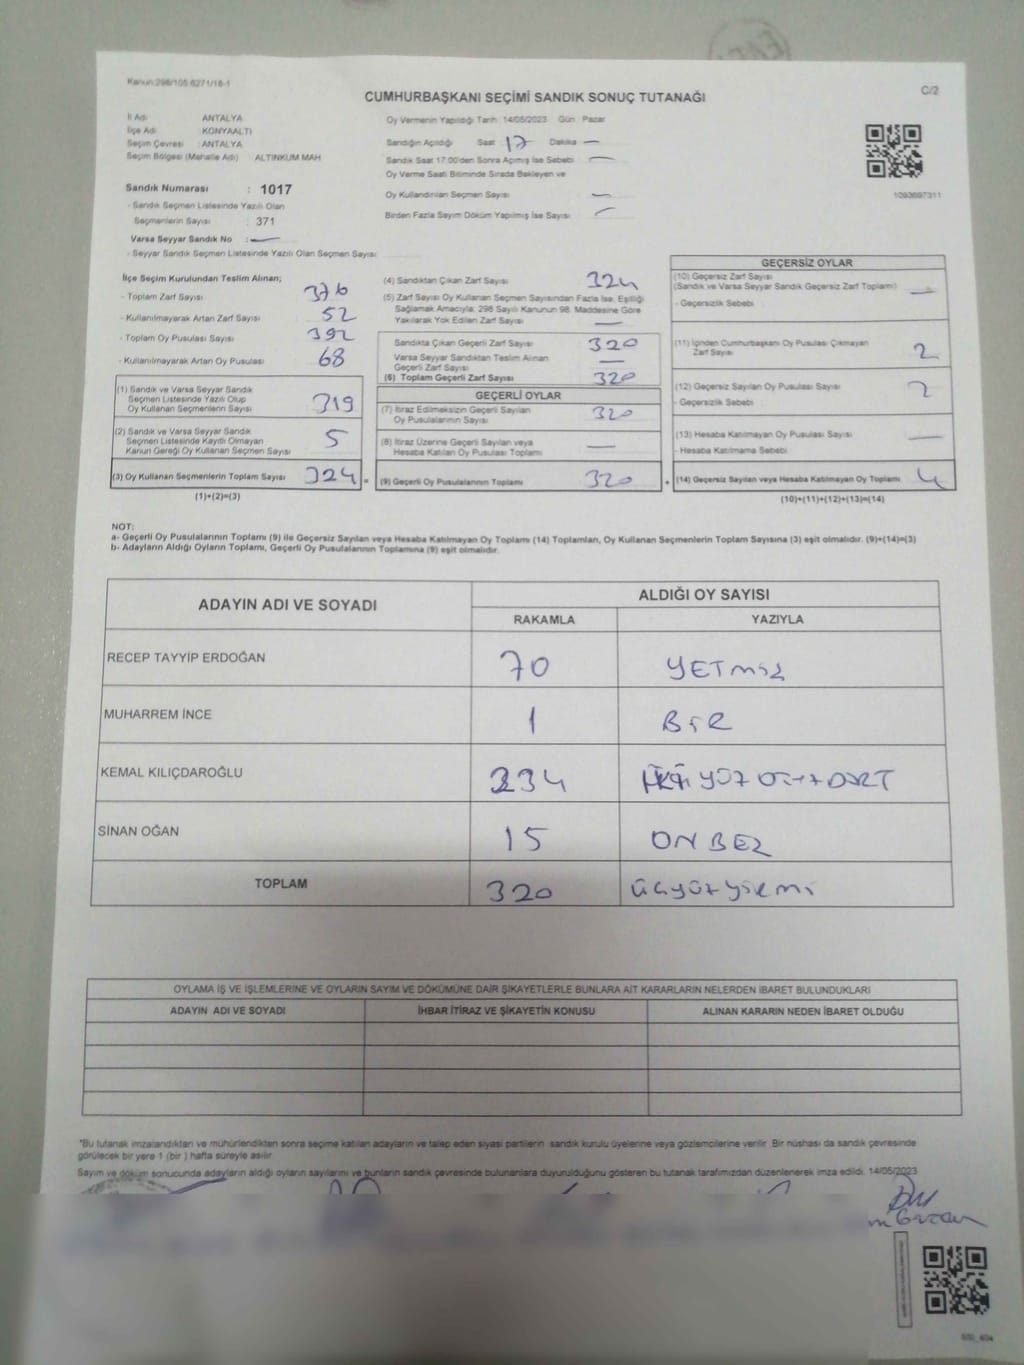 Kanun:298/105 6271/16-1
CUMHURBAŞKANI SEÇİMİ SANDIK SONUÇ TUTANAĞI
C/2
İl Adı ANTALYA
İlçe Adı KONYAALTI
Seçim Çevresi : ANTALYA
Seçim Bölgesi (Mahalle Adı) ALTINKUM MAH
Sandık Numarası : 1017
- Sandık Seçmen Listesinde Yazılı Olan
Seçmenlerin Sayısı : 371
Varsa Seyyar Sandık No : —
- Seyyar Sandık Seçmen Listesinde Yazılı Olan Seçmen Sayısı
Oy Vermenin Yapıldığı Tarih : 14/05/2023 Gün : Pazar
Sandığın Açıldığı Saat : 17 Dakika —
Sandık Saat 17:00'den Sonra Açılmış İse Sebebi —
Oy Verme Saati Bitiminde Sırada Bekleyen ve
Oy Kullandırılan Seçmen Sayısı —
Birden Fazla Sayım Döküm Yapılmış İse Sayısı —
1093697311
İlçe Seçim Kurulundan Teslim Alınan;
- Toplam Zarf Sayısı 376
- Kullanılmayarak Artan Zarf Sayısı 52
- Toplam Oy Pusulası Sayısı 392
- Kullanılmayarak Artan Oy Pusulası 68
(1) Sandık ve Varsa Seyyar Sandık
Seçmen Listesinde Yazılı Olup
Oy Kullanan Seçmenlerin Sayısı 319
(2) Sandık ve Varsa Seyyar Sandık
Seçmen Listesinde Kayıtlı Olmayan
Kanun Gereği Oy Kullanan Seçmen Sayısı 5
(3) Oy Kullanan Seçmenlerin Toplam Sayısı 324 =
(1)+(2)=(3)
(4) Sandıktan Çıkan Zarf Sayısı 324
(5) Zarf Sayısı Oy Kullanan Seçmen Sayısından Fazla İse, Eşitliği
Sağlamak Amacıyla, 298 Sayılı Kanunun 98. Maddesine Göre
Yakılarak Yok Edilen Zarf Sayısı —
Sandıkta Çıkan Geçerli Zarf Sayısı 320
Varsa Seyyar Sandıktan Teslim Alınan
Geçerli Zarf Sayısı —
(6) Toplam Geçerli Zarf Sayısı 320
GEÇERLİ OYLAR
(7) İtiraz Edilmeksizin Geçerli Sayılan
Oy Pusulalarının Sayısı 320
(8) İtiraz Üzerine Geçerli Sayılan veya
Hesaba Katılan Oy Pusulası Toplamı —
(9) Geçerli Oy Pusulalarının Toplamı 320 +
GEÇERSİZ OYLAR
(10) Geçersiz Zarf Sayısı
(Sandık ve Varsa Seyyar Sandık Geçersiz Zarf Toplamı) —
- Geçersizlik Sebebi :
(11) İçinden Cumhurbaşkanı Oy Pusulası Çıkmayan
Zarf Sayısı 2
(12) Geçersiz Sayılan Oy Pusulası Sayısı 2
- Geçersizlik Sebebi :
(13) Hesaba Katılmayan Oy Pusulası Sayısı —
- Hesaba Katılmama Sebebi
(14) Geçersiz Sayılan veya Hesaba Katılmayan Oy Toplamı 4
(10)+(11)+(12)+(13)=(14)
NOT:
a- Geçerli Oy Pusulalarının Toplamı (9) ile Geçersiz Sayılan veya Hesaba Katılmayan Oy Toplamı (14) Toplamları, Oy Kullanan Seçmenlerin Toplam Sayısına (3) eşit olmalıdır. (9)+(14)=(3)
b- Adayların Aldığı Oyların Toplamı, Geçerli Oy Pusulalarının Toplamına (9) eşit olmalıdır.
ADAYIN ADI VE SOYADI
ALDIĞI OY SAYISI
RAKAMLA YAZIYLA
RECEP TAYYİP ERDOĞAN 70 YETMİŞ
MUHARREM İNCE 1 BİR
KEMAL KILIÇDAROĞLU 234 İKİ YÜZ OTUZ DÖRT
SİNAN OĞAN 15 ON BEŞ
TOPLAM 320 üçyüzyirmi
OYLAMA İŞ VE İŞLEMLERİNE VE OYLARIN SAYIM VE DÖKÜMÜNE DAİR ŞİKAYETLERLE BUNLARA AİT KARARLARIN NELERDEN İBARET BULUNDUKLARI
ADAYIN ADI VE SOYADI İHBAR İTİRAZ VE ŞİKAYETİN KONUSU ALINAN KARARIN NEDEN İBARET OLDUĞU
*Bu tutanak imzalandıktan ve mühürlendikten sonra seçime katılan adayların ve talep eden siyasi partilerin sandık kurulu üyelerine veya gözlemcilerine verilir. Bir nüshası da sandık çevresinde
görülecek bir yere 1 (bir ) hafta süreyle asılır.
Sayım ve döküm sonucunda adayların aldığı oyların sayılarını ve bunların sandık çevresinde bulunanlara duyurulduğunu gösteren bu tutanak tarafımızdan düzenlenerek imza edildi. 14/05/2023